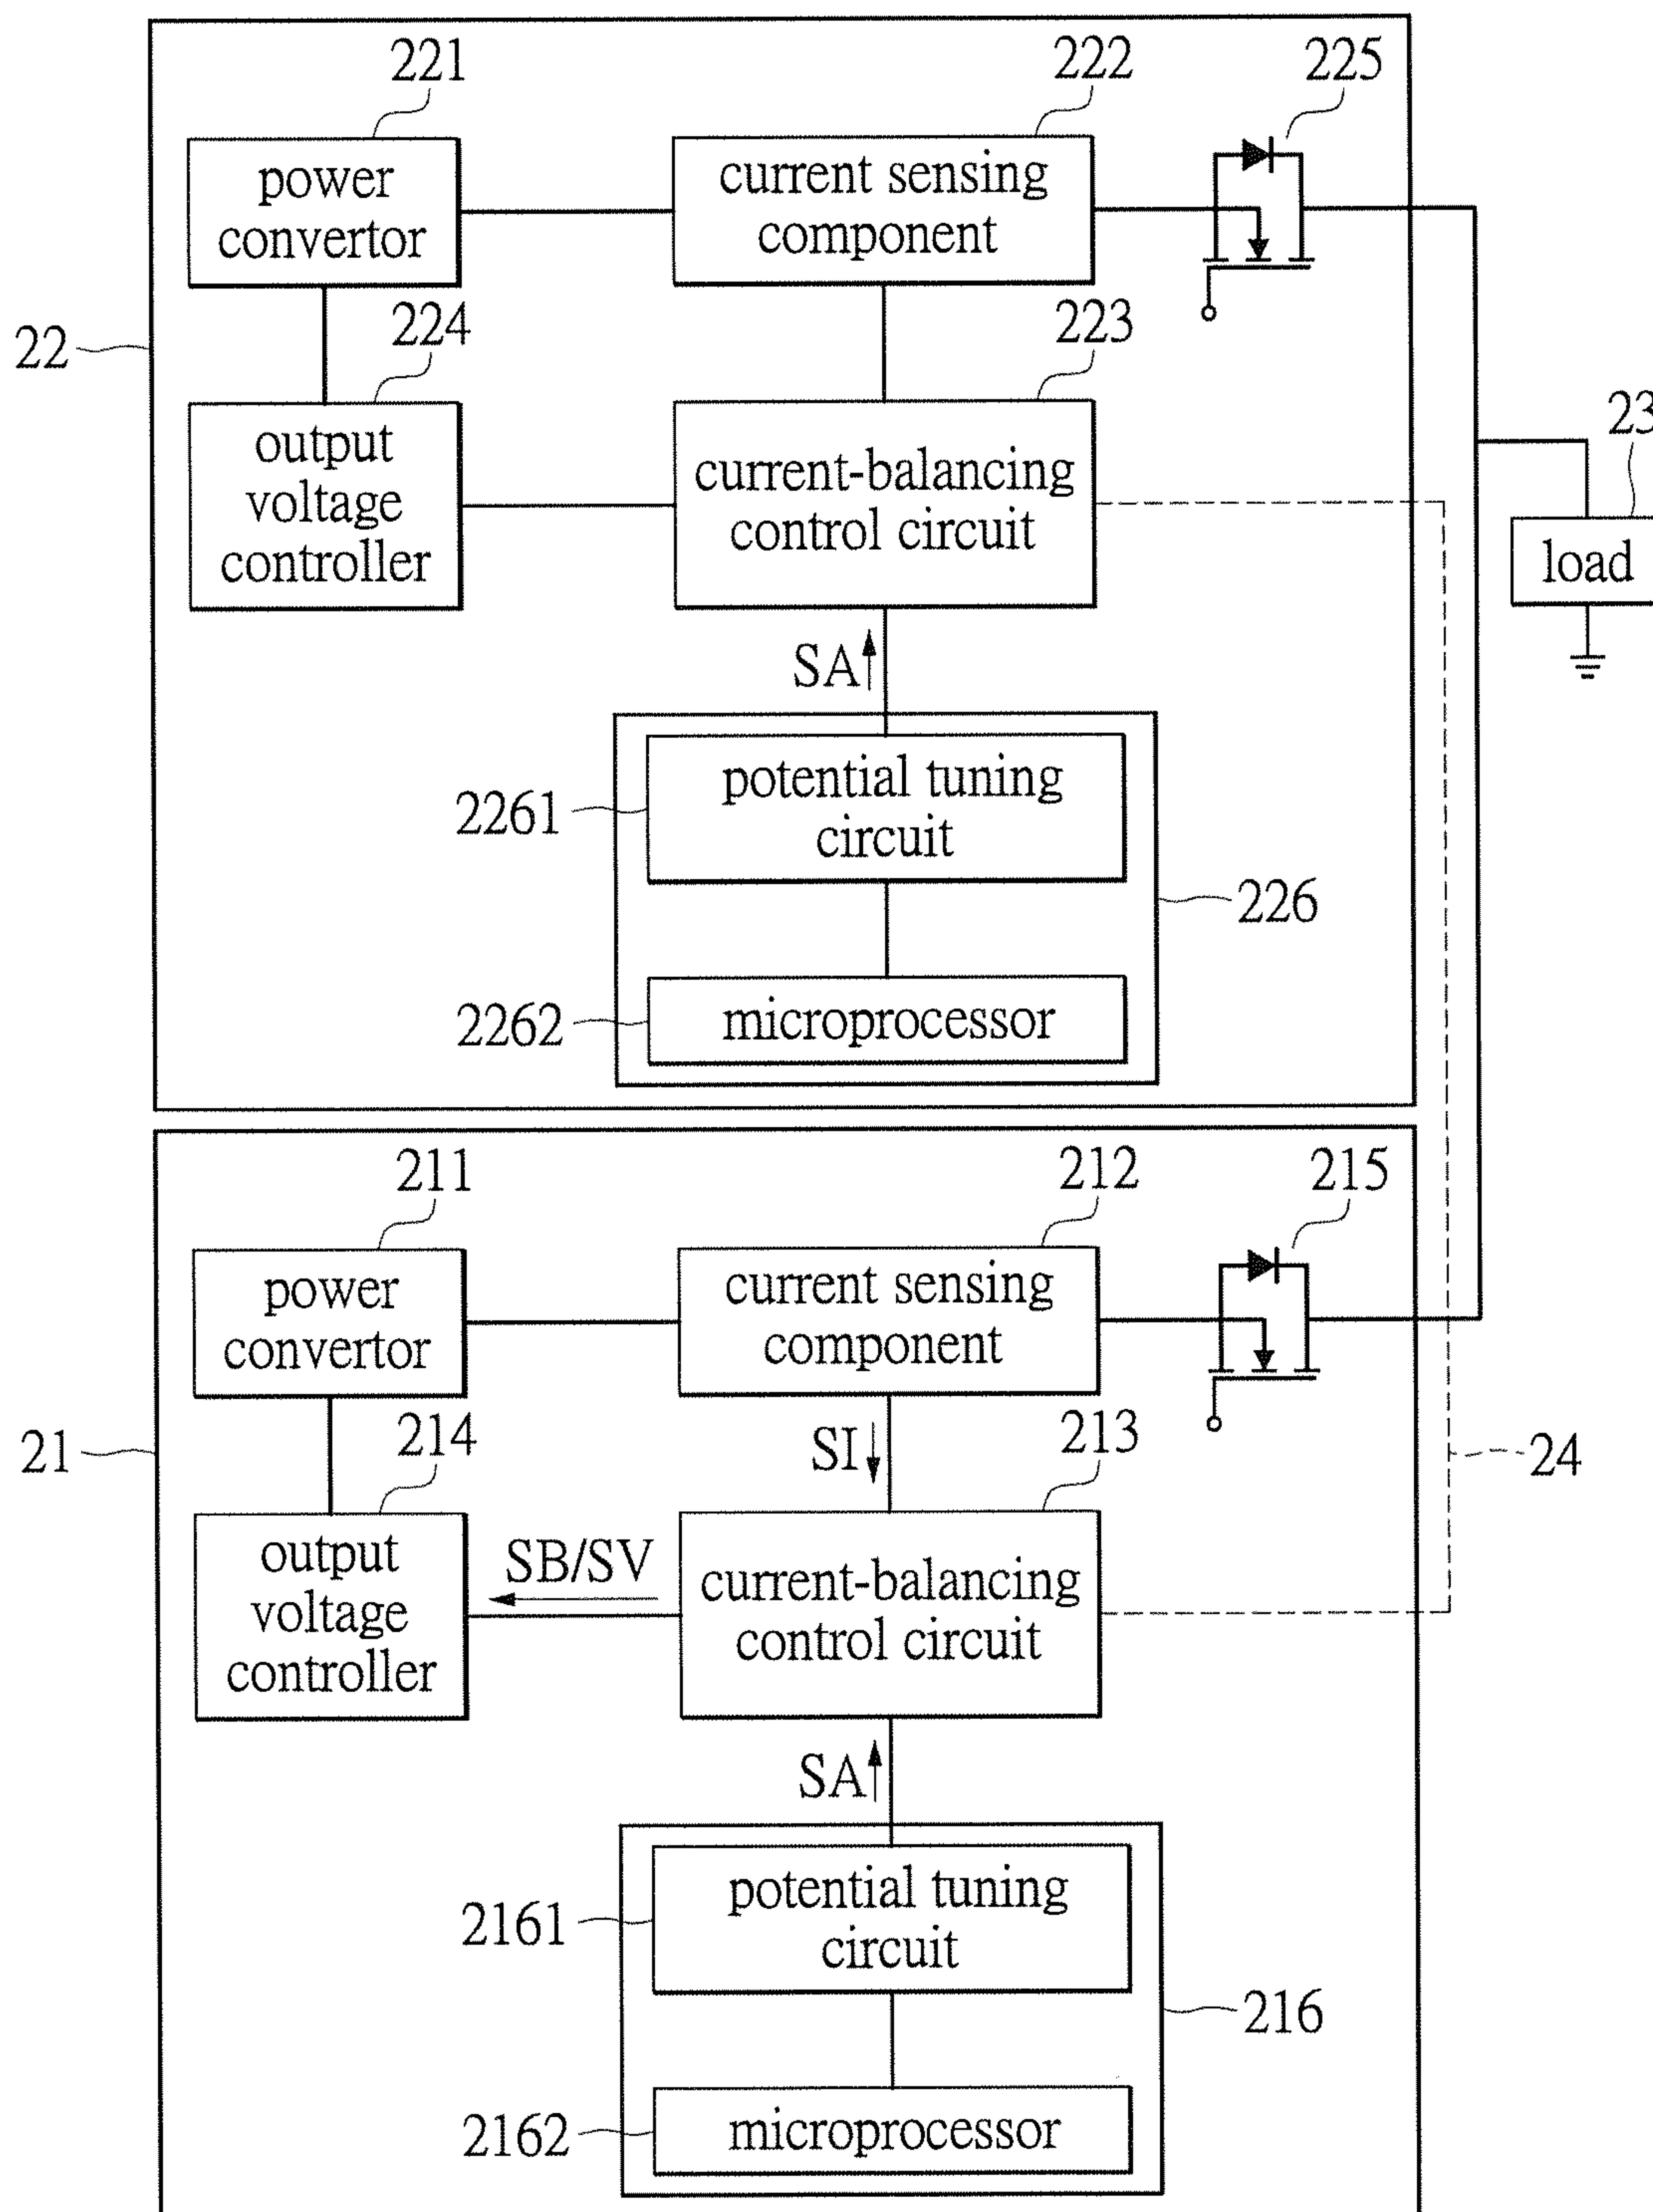 221
222
225
power
convertor
current sensing
component
22
224
223
23
output
voltage
controller
current-balancing
control circuit
load
SA
2261
potential tuning
circuit
226
2262
microprocessor
211
212
215
power
convertor
current sensing
component
21
214
SI
213
24
output
voltage
controller
SB/SV
current-balancing
control circuit
SA
2161
potential tuning
circuit
216
2162
microprocessor